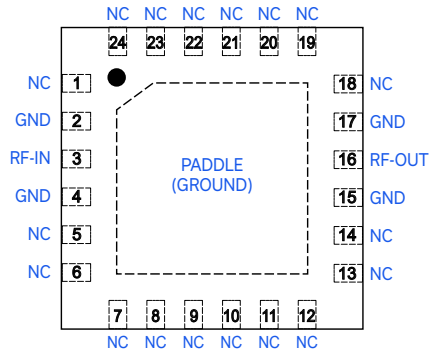 NC NC NC NC NC NC
24 23 22 21 20 19
NC 1 18 NC
GND 2 17 GND
RF-IN 3 16 RF-OUT
PADDLE
(GROUND)
GND 4 15 GND
NC 5 14 NC
NC 6 13 NC
7 8 9 10 11 12
NC NC NC NC NC NC